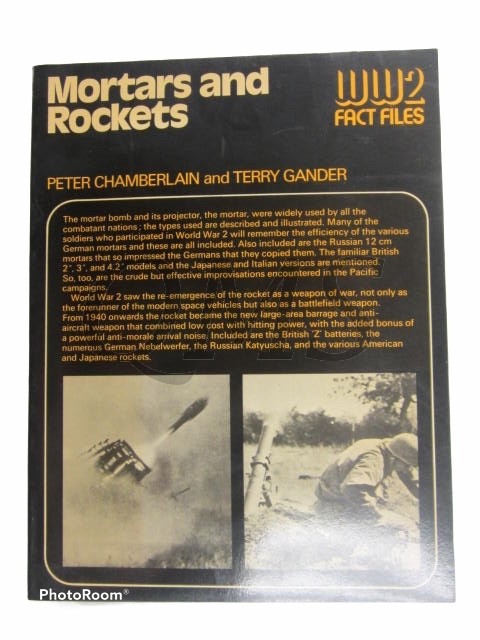 Mortars and
Rockets
WW2
FACT FILES
PETER CHAMBERLAIN and TERRY GANDER
The mortar bomb and its projector, the mortar, were widely used by all the
combatant nations; the types used are described and illustrated. Many of the
soldiers who participated in World War 2 will remember the efficiency of the various
German mortars and these are all included. Also included are the Russian 12 cm
mortars that so impressed the Germans that they copied them. The familiar British
2", 3", and 4.2" models and the Japanese and Italian versions are mentioned.
So, too, are the crude but effective improvisations encountered in the Pacific
campaigns.
World War 2 saw the re-emergence of the rocket as a weapon of war, not only as
the forerunner of the modern space vehicles but also as a battlefield weapon.
From 1940 onwards the rocket became the new large-area barrage and anti-
aircraft weapon that combined low cost with hitting power, with the added bonus of
a powerful anti-morale arrival noise. Included are the British 'Z' batteries, the
numerous German Nebelwerfer, the Russian Katyuscha, and the various American
and Japanese rockets.
PhotoRoom®